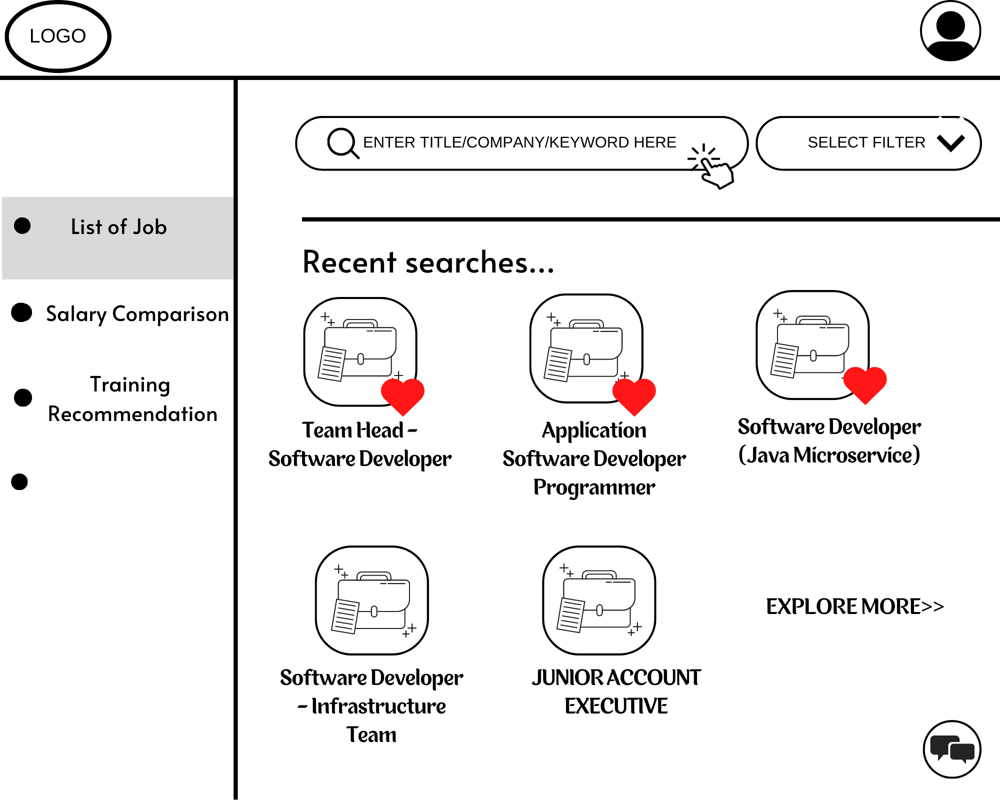 LOGO
ENTER TITLE/COMPANY/KEYWORD HERE
SELECT FILTER
List of Job
Salary Comparison
Training
Recommendation
Recent searches...
Team Head -
Software Developer
Application
Software Developer
Programmer
Software Developer
(Java Microservice)
Software Developer
- Infrastructure
Team
JUNIOR ACCOUNT
EXECUTIVE
EXPLORE MORE>>